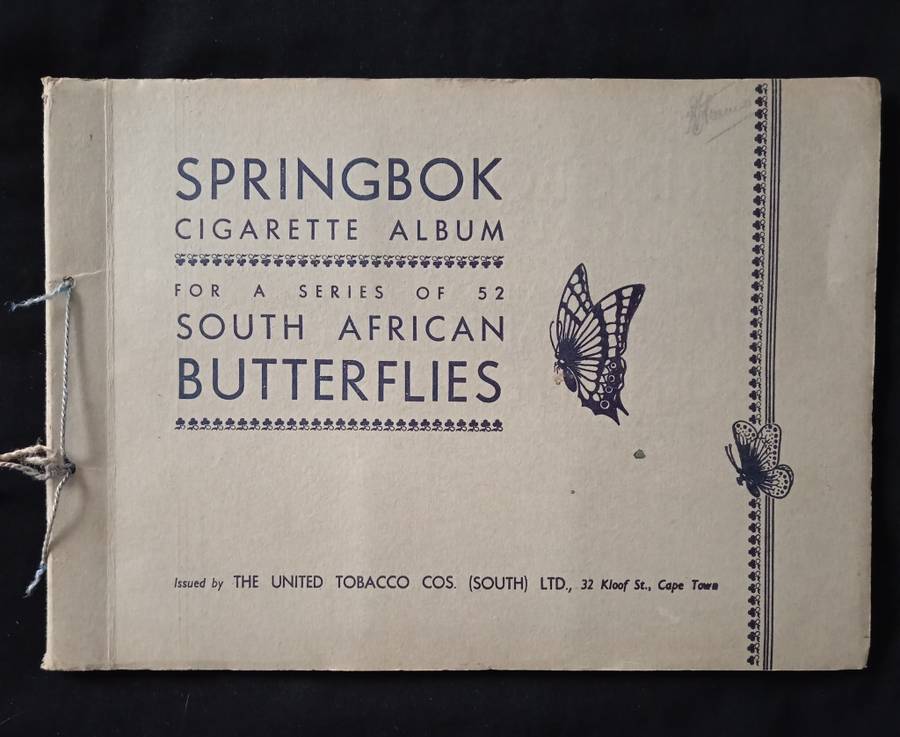 SPRINGBOK
CIGARETTE ALBUM
FOR A SERIES OF 52
SOUTH AFRICAN
BUTTERFLIES
Issued by THE UNITED TOBACCO COS. (SOUTH) LTD., 32 Kloof St., Cape Town